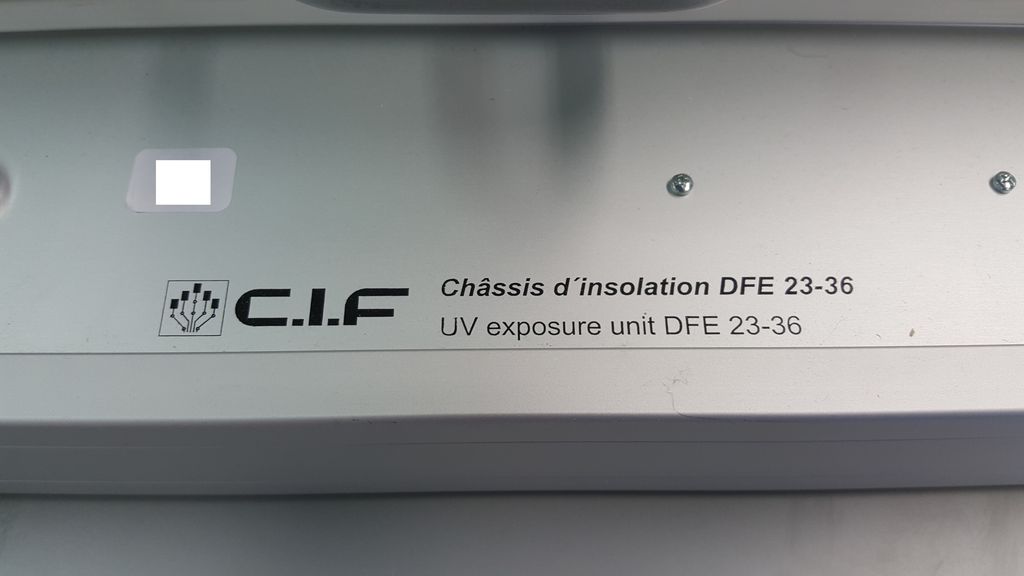 C.I.F
Châssis d´insolation DFE 23-36
UV exposure unit DFE 23-36